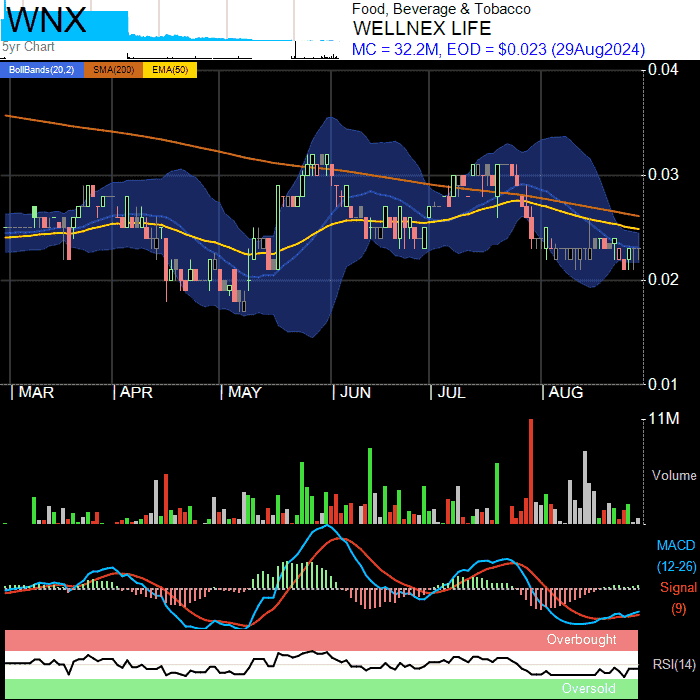 WNX
5yr Chart
Food, Beverage & Tobacco
WELLNEX LIFE
MC = 32.2M, EOD = $0.023 (29Aug2024)
BollBands(20,2) SMA(200) EMA(50)
0.04
0.03
0.02
0.01
MAR APR MAY JUN JUL AUG
11M
Volume
MACD
(12-26)
Signal
(9)
Overbought
RSI(14)
Oversold